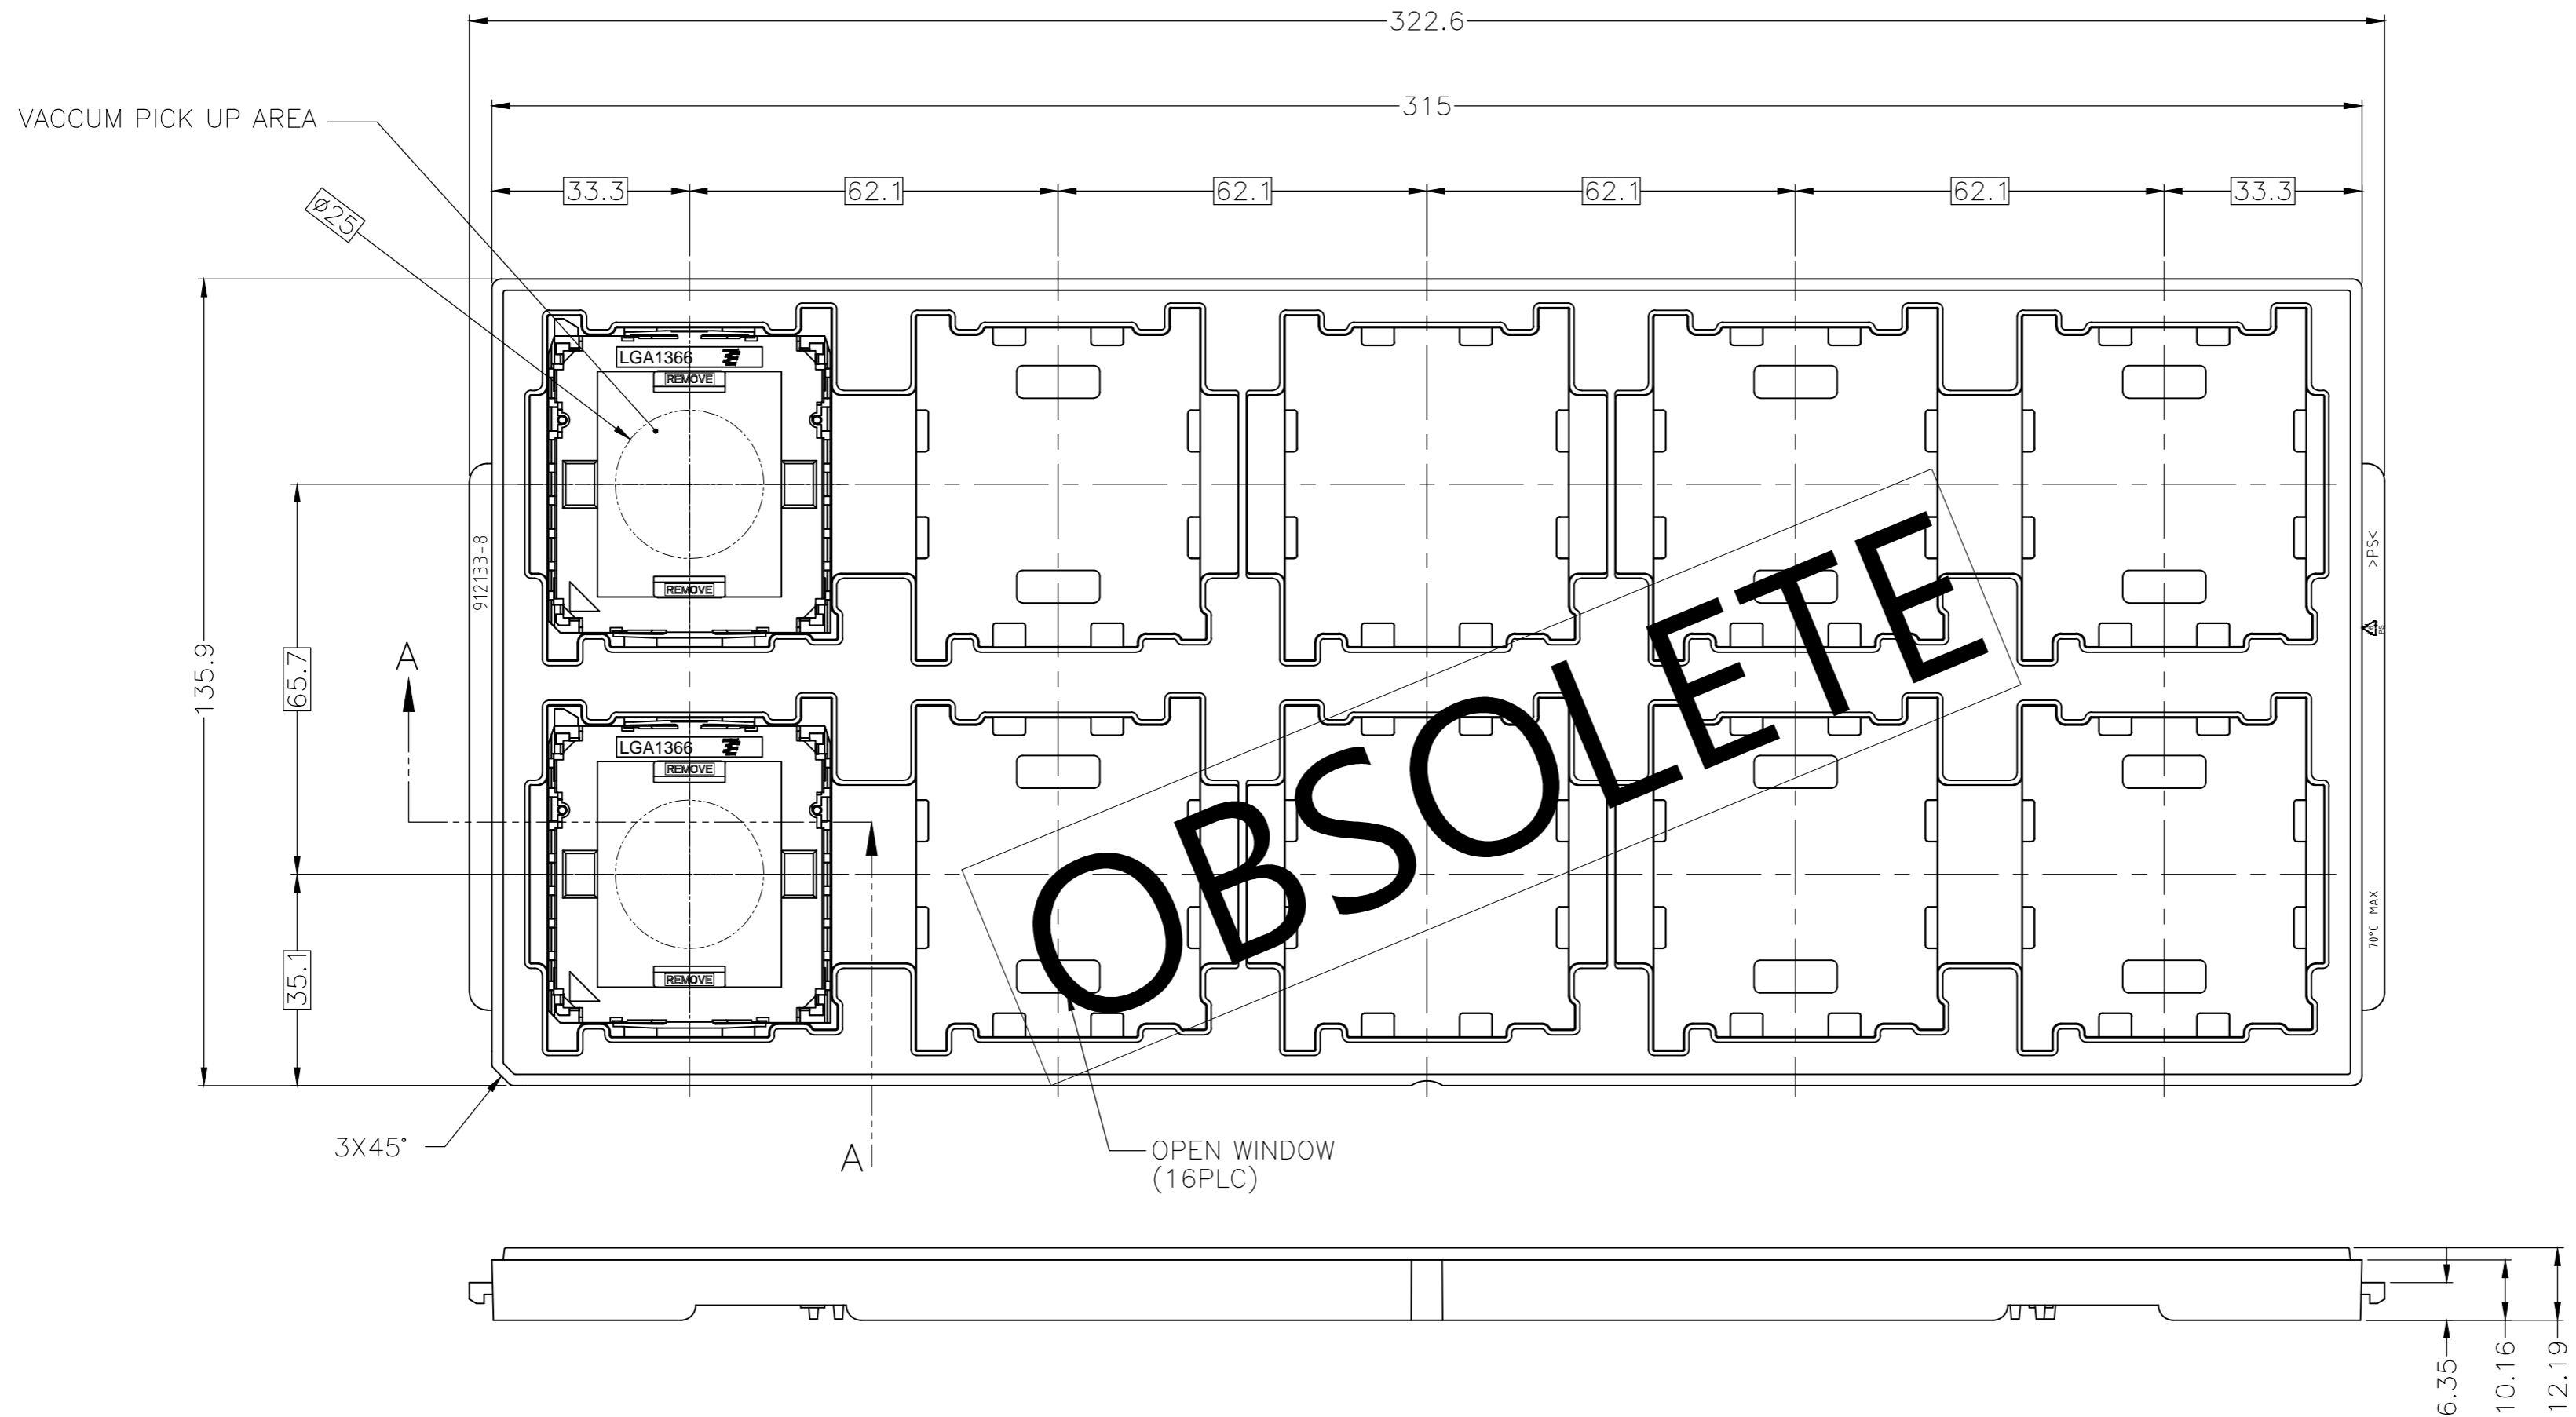 322.6
315
VACCUM PICK UP AREA
33.3
62.1
62.1
62.1
62.1
33.3
ø25
LGA1366
REMOVE
REMOVE
912133-8
>PS<
PS
135.9
65.7
A
LGA1366
REMOVE
REMOVE
OBSOLETE
70°C MAX
35.1
3X45°
A
OPEN WINDOW
(16PLC)
6.35
10.16
12.19